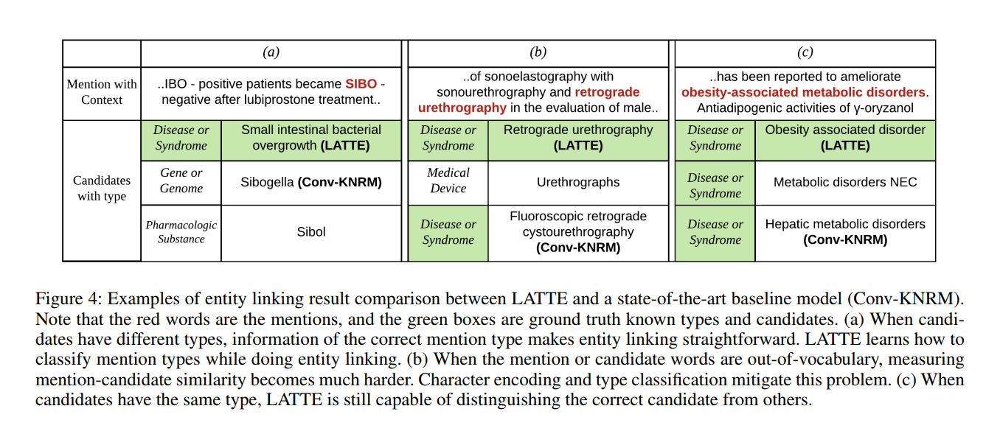 (a) (b) (c)
Mention with
Context
..IBO - positive patients became SIBO -
negative after lubiprostone treatment..
..of sonoelastography with
sonourethrography and retrograde
urethrography in the evaluation of male..
..has been reported to ameliorate
obesity-associated metabolic disorders.
Antiadipogenic activities of γ-oryzanol
Candidates
with type
Disease or
Syndrome
Small intestinal bacterial
overgrowth (LATTE)
Disease or
Syndrome
Retrograde urethrography
(LATTE)
Disease or
Syndrome
Obesity associated disorder
(LATTE)
Gene or
Genome
Sibogella (Conv-KNRM)
Medical
Device
Urethrographs
Disease or
Syndrome
Metabolic disorders NEC
Pharmacologic
Substance
Sibol
Disease or
Syndrome
Fluoroscopic retrograde
cystourethrography
(Conv-KNRM)
Disease or
Syndrome
Hepatic metabolic disorders
(Conv-KNRM)
Figure 4: Examples of entity linking result comparison between LATTE and a state-of-the-art baseline model (Conv-KNRM).
Note that the red words are the mentions, and the green boxes are ground truth known types and candidates. (a) When candi-
dates have different types, information of the correct mention type makes entity linking straightforward. LATTE learns how to
classify mention types while doing entity linking. (b) When the mention or candidate words are out-of-vocabulary, measuring
mention-candidate similarity becomes much harder. Character encoding and type classification mitigate this problem. (c) When
candidates have the same type, LATTE is still capable of distinguishing the correct candidate from others.